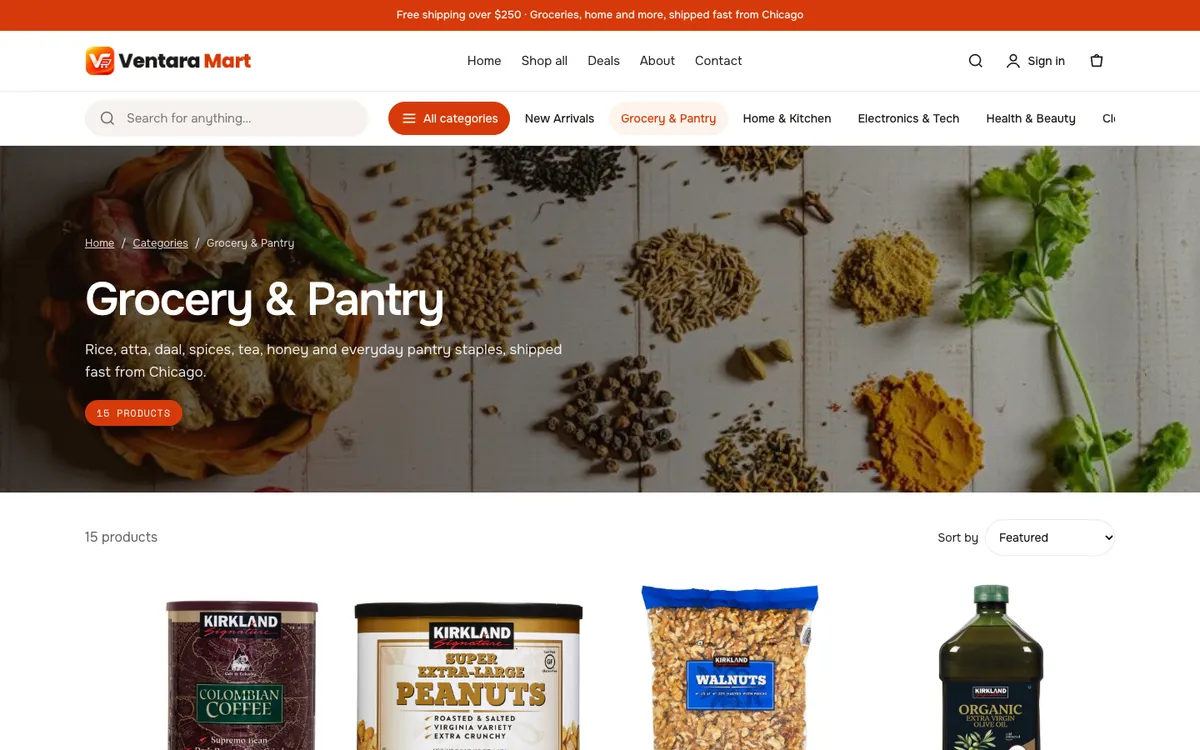 Free shipping over $250 · Groceries, home and more, shipped fast from Chicago
Ventara Mart
Home
Shop all
Deals
About
Contact
Sign in
Search for anything...
All categories
New Arrivals
Grocery & Pantry
Home & Kitchen
Electronics & Tech
Health & Beauty
Home / Categories / Grocery & Pantry
Grocery & Pantry
Rice, atta, daal, spices, tea, honey and everyday pantry staples, shipped
fast from Chicago.
15 PRODUCTS
15 products
Sort by
Featured
KIRKLAND
Signature
COLOMBIAN
COFFEE
Supremo Bean
KIRKLAND
Signature
SUPER
EXTRA-LARGE
PEANUTS
ROASTED & SALTED
VIRGINIA VARIETY
EXTRA CRUNCHY
KIRKLAND
WALNUTS
KIRKLAND
ORGANIC
EXTRA VIRGIN
OLIVE OIL